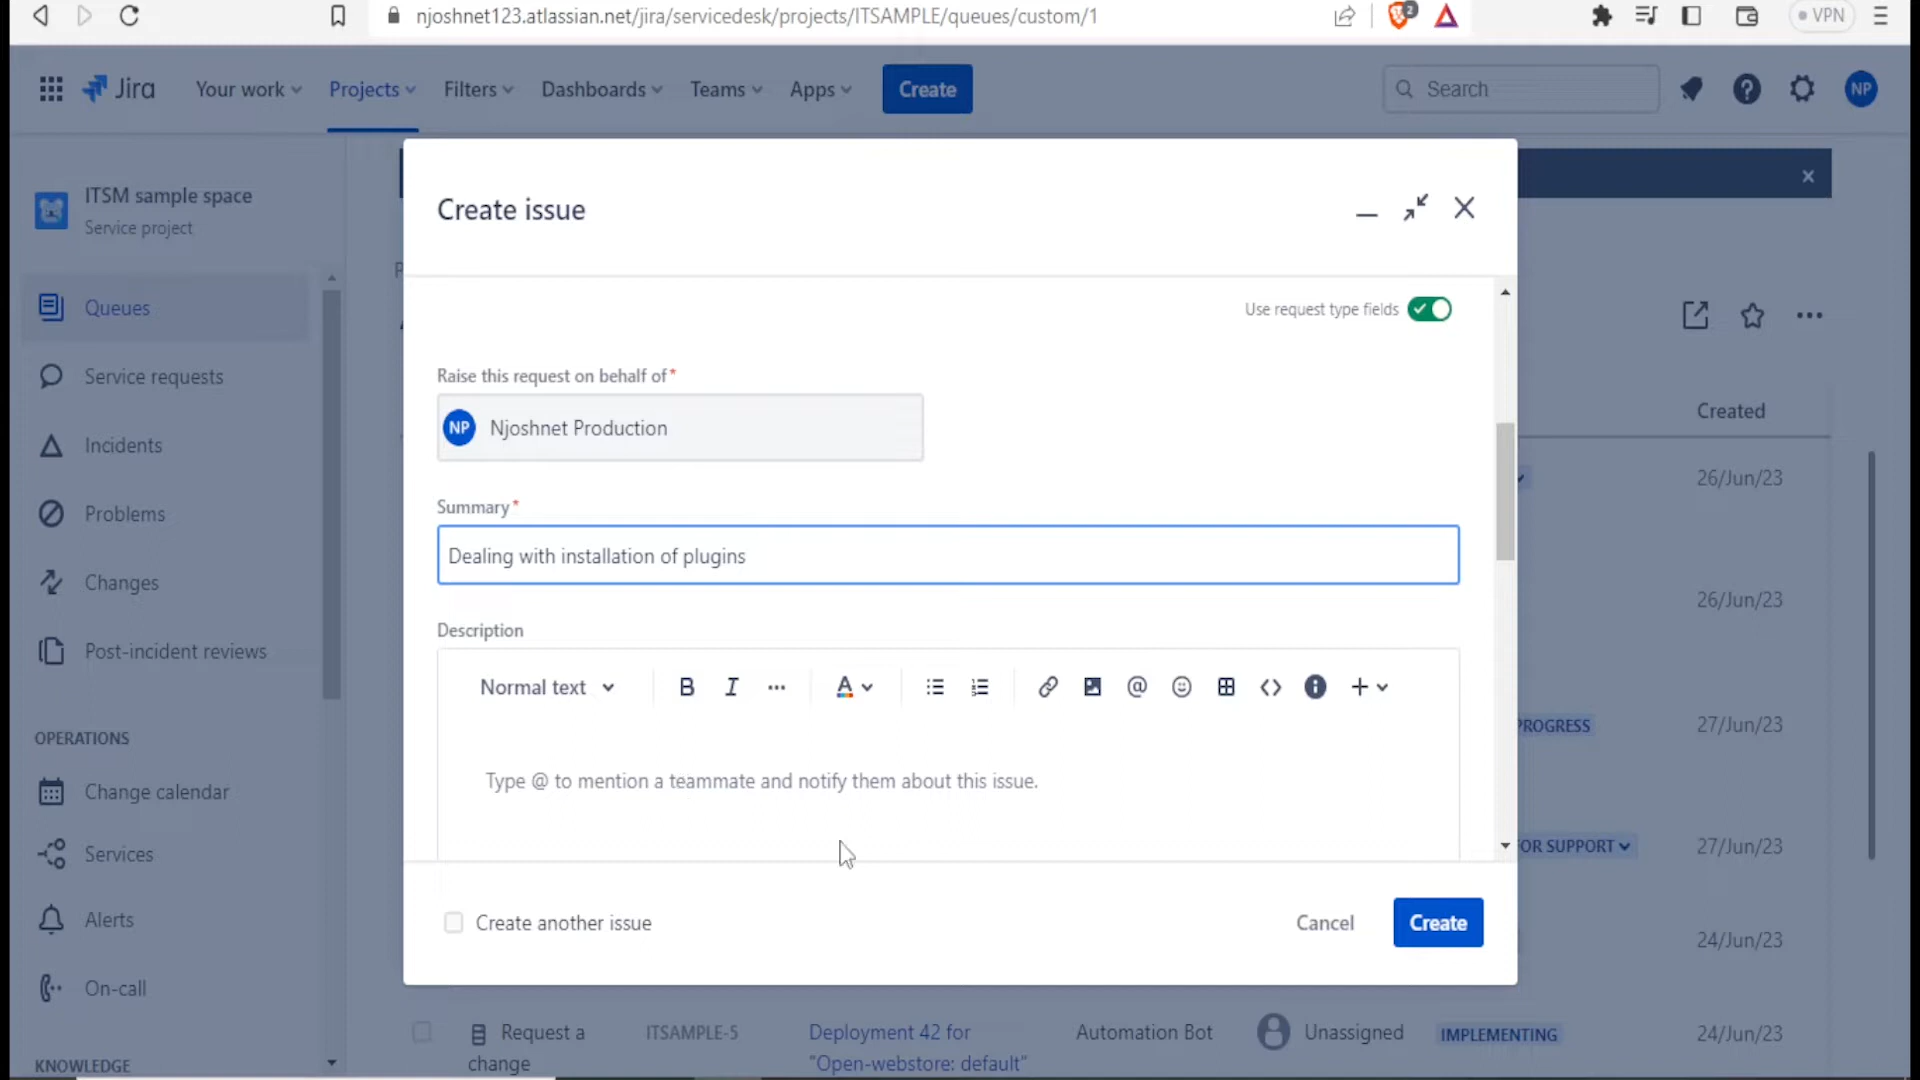 njoshnet123.atlassian.net/jira/servicedesk/projects/ITSAMPLE/queues/custom/1
2
VPN
Jira
Your work
Projects
Filters
Dashboards
Teams
Apps
Create
Search
NP
ITSM sample space
Service project
Queues
Service requests
Incidents
Problems
Changes
Post-incident reviews
OPERATIONS
Change calendar
Services
Alerts
On-call
KNOWLEDGE
Create issue
Use request type fields
Raise this request on behalf of*
NP Njoshnet Production
Summary*
Dealing with installation of plugins
Description
Normal text
B I ... A
Type @ to mention a teammate and notify them about this issue.
Create another issue
Cancel
Create
Created
26/Jun/23
26/Jun/23
PROGRESS 27/Jun/23
OR SUPPORT 27/Jun/23
24/Jun/23
Request a ITSAMPLE-5 Deployment 42 for Automation Bot Unassigned IMPLEMENTING 24/Jun/23
change "Open-webstore: default"